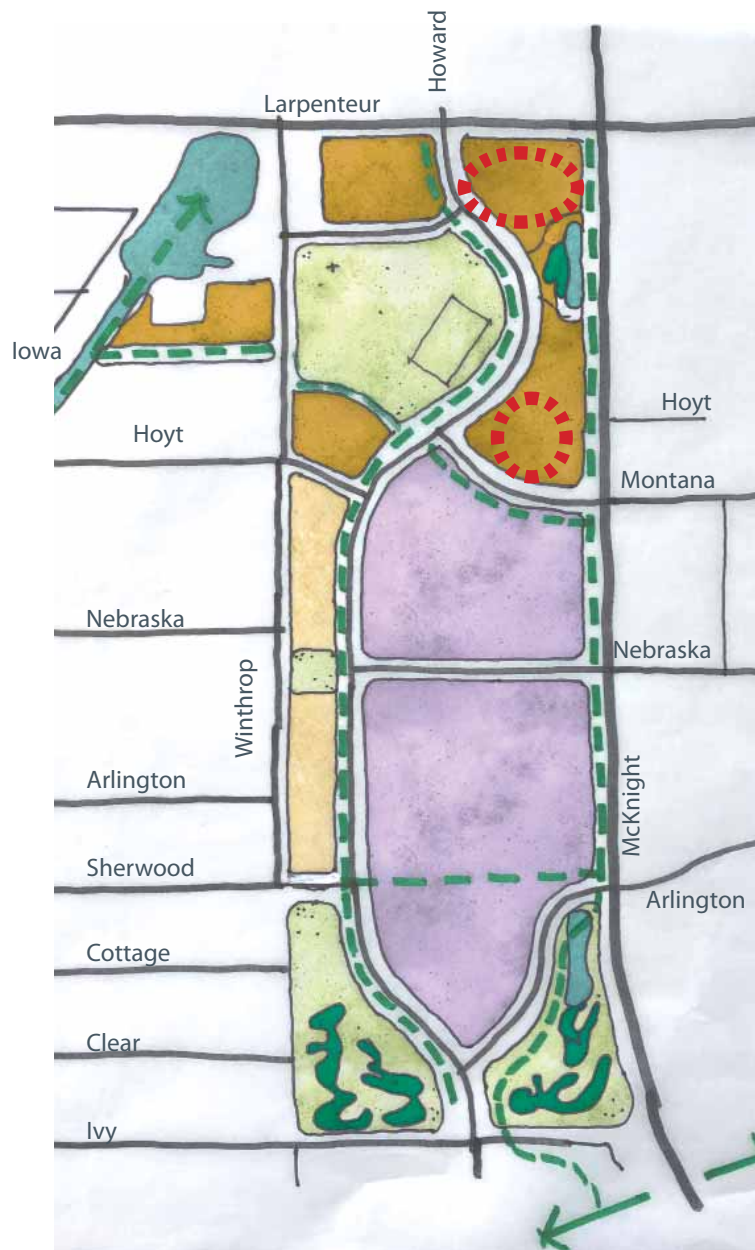 Howard
Larpenteur
Iowa
Hoyt
Hoyt
Montana
Nebraska
Nebraska
Winthrop
Arlington
McKnight
Sherwood
Arlington
Cottage
Clear
Ivy